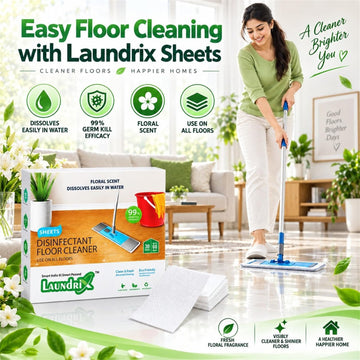 Easy Floor Cleaning
with Laundrix Sheets
CLEANER FLOORS HAPPIER HOMES
A Cleaner
Brighter
You
DISSOLVES
EASILY IN WATER
99%
GERM KILL
EFFICACY
FLORAL
SCENT
USE ON
ALL FLOORS
Good
Floors
Brighter
Days
FLORAL SCENT
DISSOLVES EASILY IN WATER
SHEETS
DISINFECTANT
FLOOR CLEANER
USE ON ALL FLOORS
99%
LAUNDRIX
FRESH
FLORAL FRAGRANCE
VISIBLY
CLEANER & SHINIER
FLOORS
A HEALTHIER
HAPPIER HOME